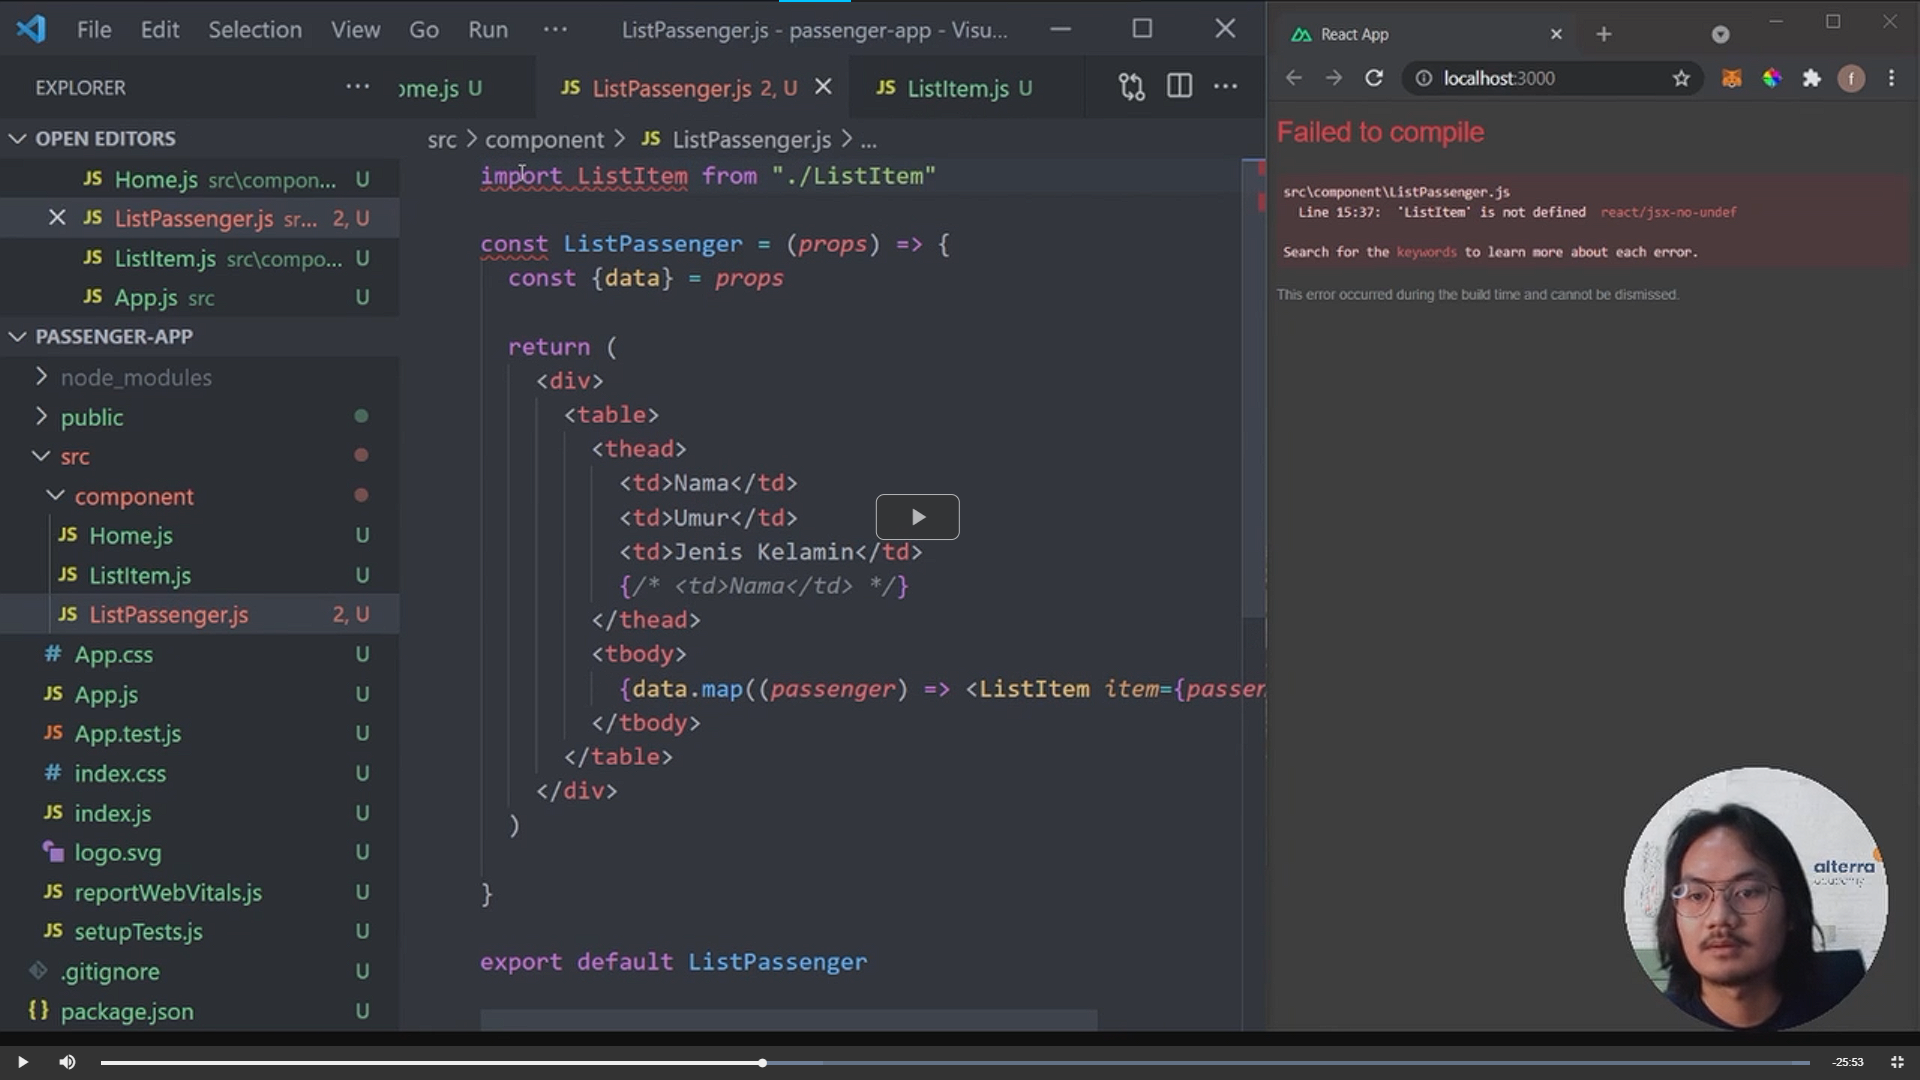 File Edit Selection View Go Run ··· ListPassenger.js - passenger-app - Visu...
React App
EXPLORER ··· ome.js U JS ListPassenger.js 2, U JS ListItem.js U ···
localhost:3000 f
OPEN EDITORS
JS Home.js src\compon... U
JS ListPassenger.js sr... 2, U
JS ListItem.js src\compo... U
JS App.js src U
PASSENGER-APP
node_modules
public
src
component
JS Home.js U
JS ListItem.js U
JS ListPassenger.js 2, U
# App.css U
JS App.js U
JS App.test.js U
# index.css U
JS index.js U
logo.svg U
JS reportWebVitals.js U
JS setupTests.js U
.gitignore U
{} package.json U
src > component > JS ListPassenger.js > ...
import ListItem from "./ListItem"
const ListPassenger = (props) => {
const {data} = props
return (
<div>
<table>
<thead>
<td>Nama</td>
<td>Umur</td>
<td>Jenis Kelamin</td>
{/* <td>Nama</td> */}
</thead>
<tbody>
{data.map((passenger) => <ListItem item={passen
</tbody>
</table>
</div>
)
}
export default ListPassenger
Failed to compile
src\component\ListPassenger.js
Line 15:37: 'ListItem' is not defined react/jsx-no-undef
Search for the keywords to learn more about each error.
This error occurred during the build time and cannot be dismissed.
alterra
academy
-25:53